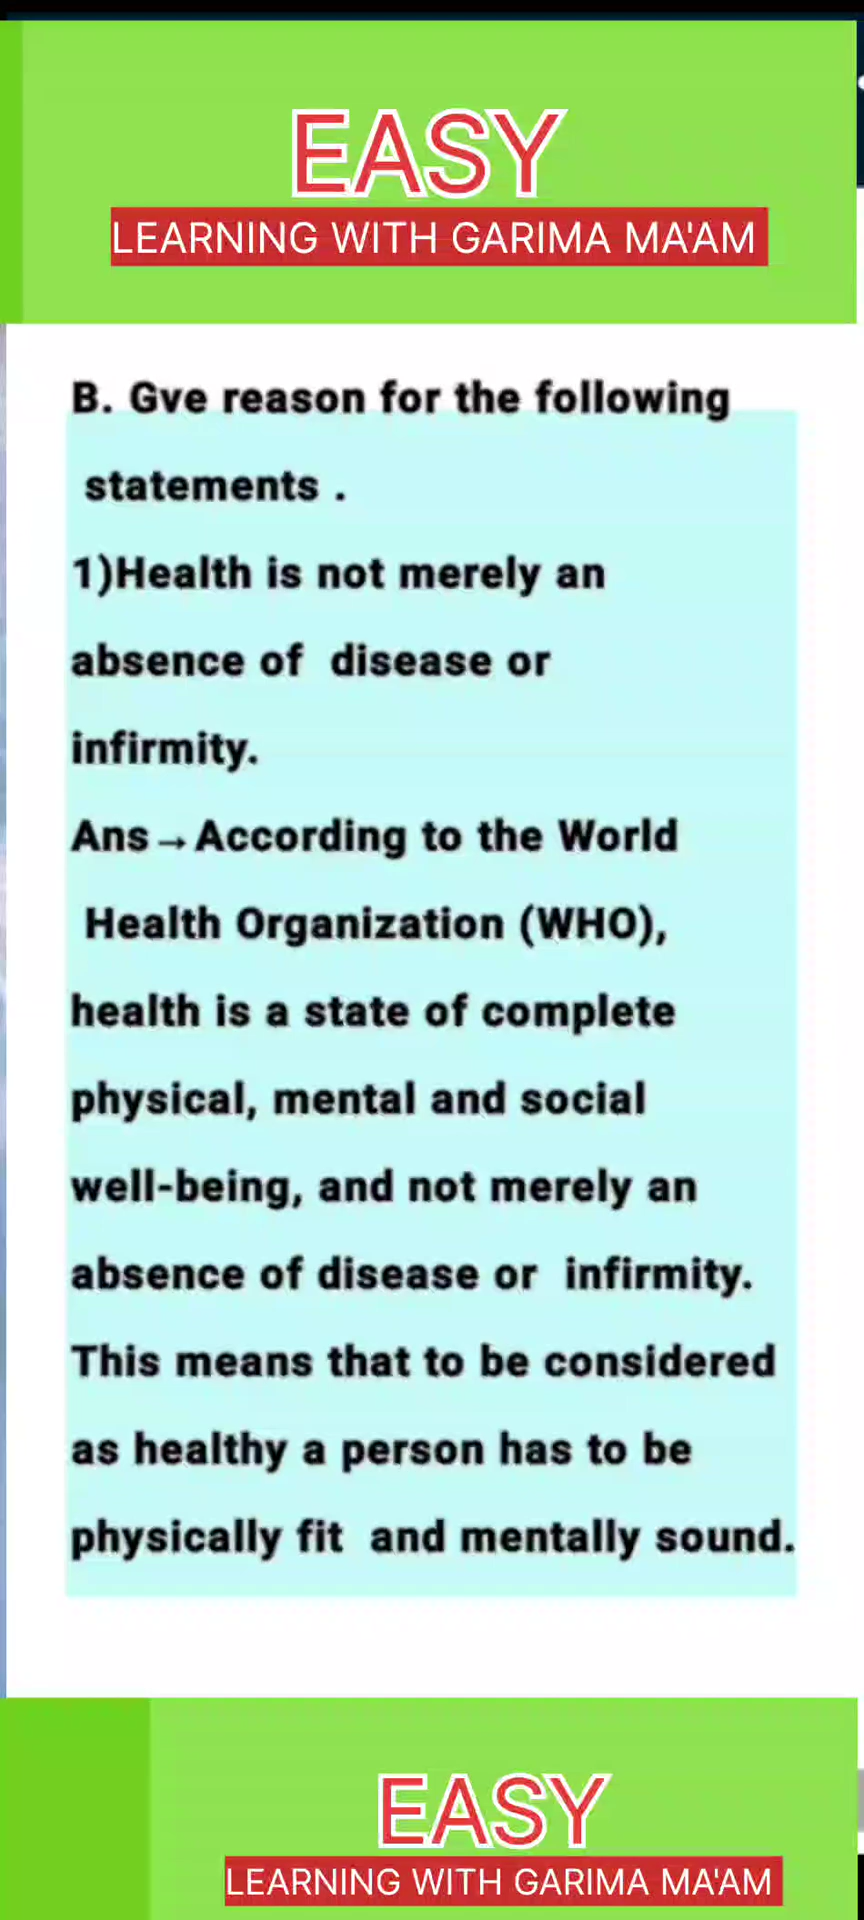 EASY
LEARNING WITH GARIMA MA'AM
B. Gve reason for the following
statements .
1)Health is not merely an
absence of disease or
infirmity.
Ans→According to the World
Health Organization (WHO),
health is a state of complete
physical, mental and social
well-being, and not merely an
absence of disease or infirmity.
This means that to be considered
as healthy a person has to be
physically fit and mentally sound.
EASY
LEARNING WITH GARIMA MA'AM